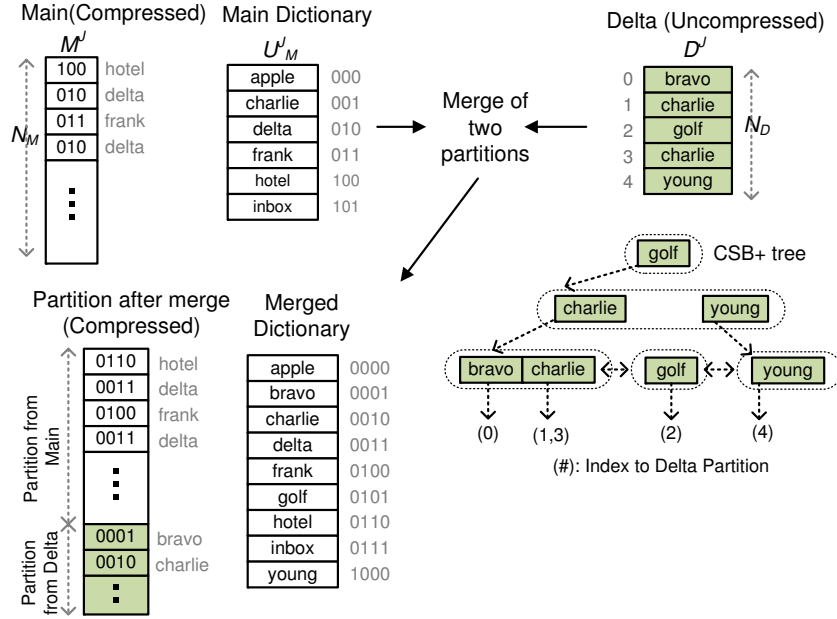 Main(Compressed)
M^J
100 hotel
010 delta
011 frank
010 delta
N_M
Main Dictionary
U^J_M
apple 000
charlie 001
delta 010
frank 011
hotel 100
inbox 101
Merge of
two
partitions
Delta (Uncompressed)
D^J
0 bravo
1 charlie
2 golf
3 charlie
4 young
N_D
golf CSB+ tree
charlie young
bravo charlie golf young
(0) (1,3) (2) (4)
(#): Index to Delta Partition
Partition after merge
(Compressed)
0110 hotel
0011 delta
0100 frank
0011 delta
Partition from
Main
0001 bravo
0010 charlie
Partition
from Delta
Merged
Dictionary
apple 0000
bravo 0001
charlie 0010
delta 0011
frank 0100
golf 0101
hotel 0110
inbox 0111
young 1000